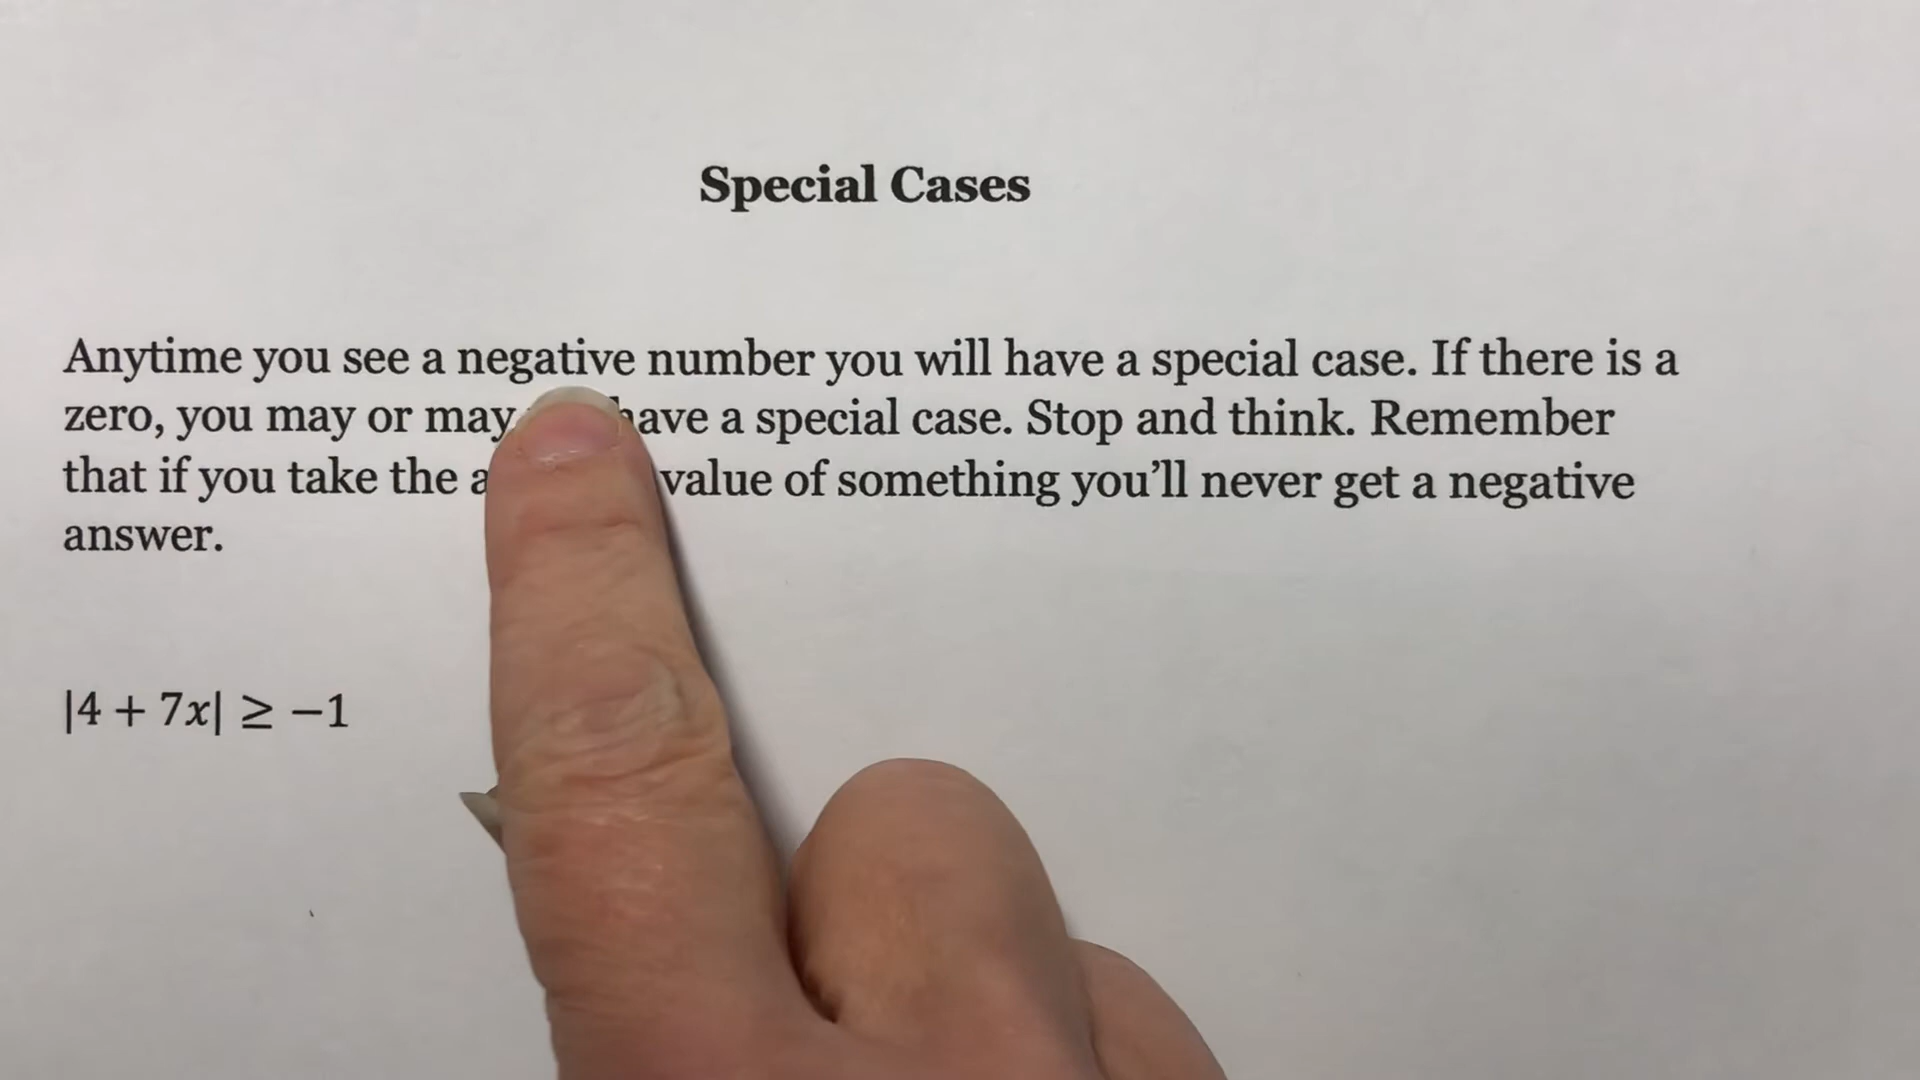 Special Cases
Anytime you see a negative number you will have a special case. If there is a
zero, you may or may have a special case. Stop and think. Remember
that if you take the value of something you'll never get a negative
answer.
|4 + 7x| ≥ −1